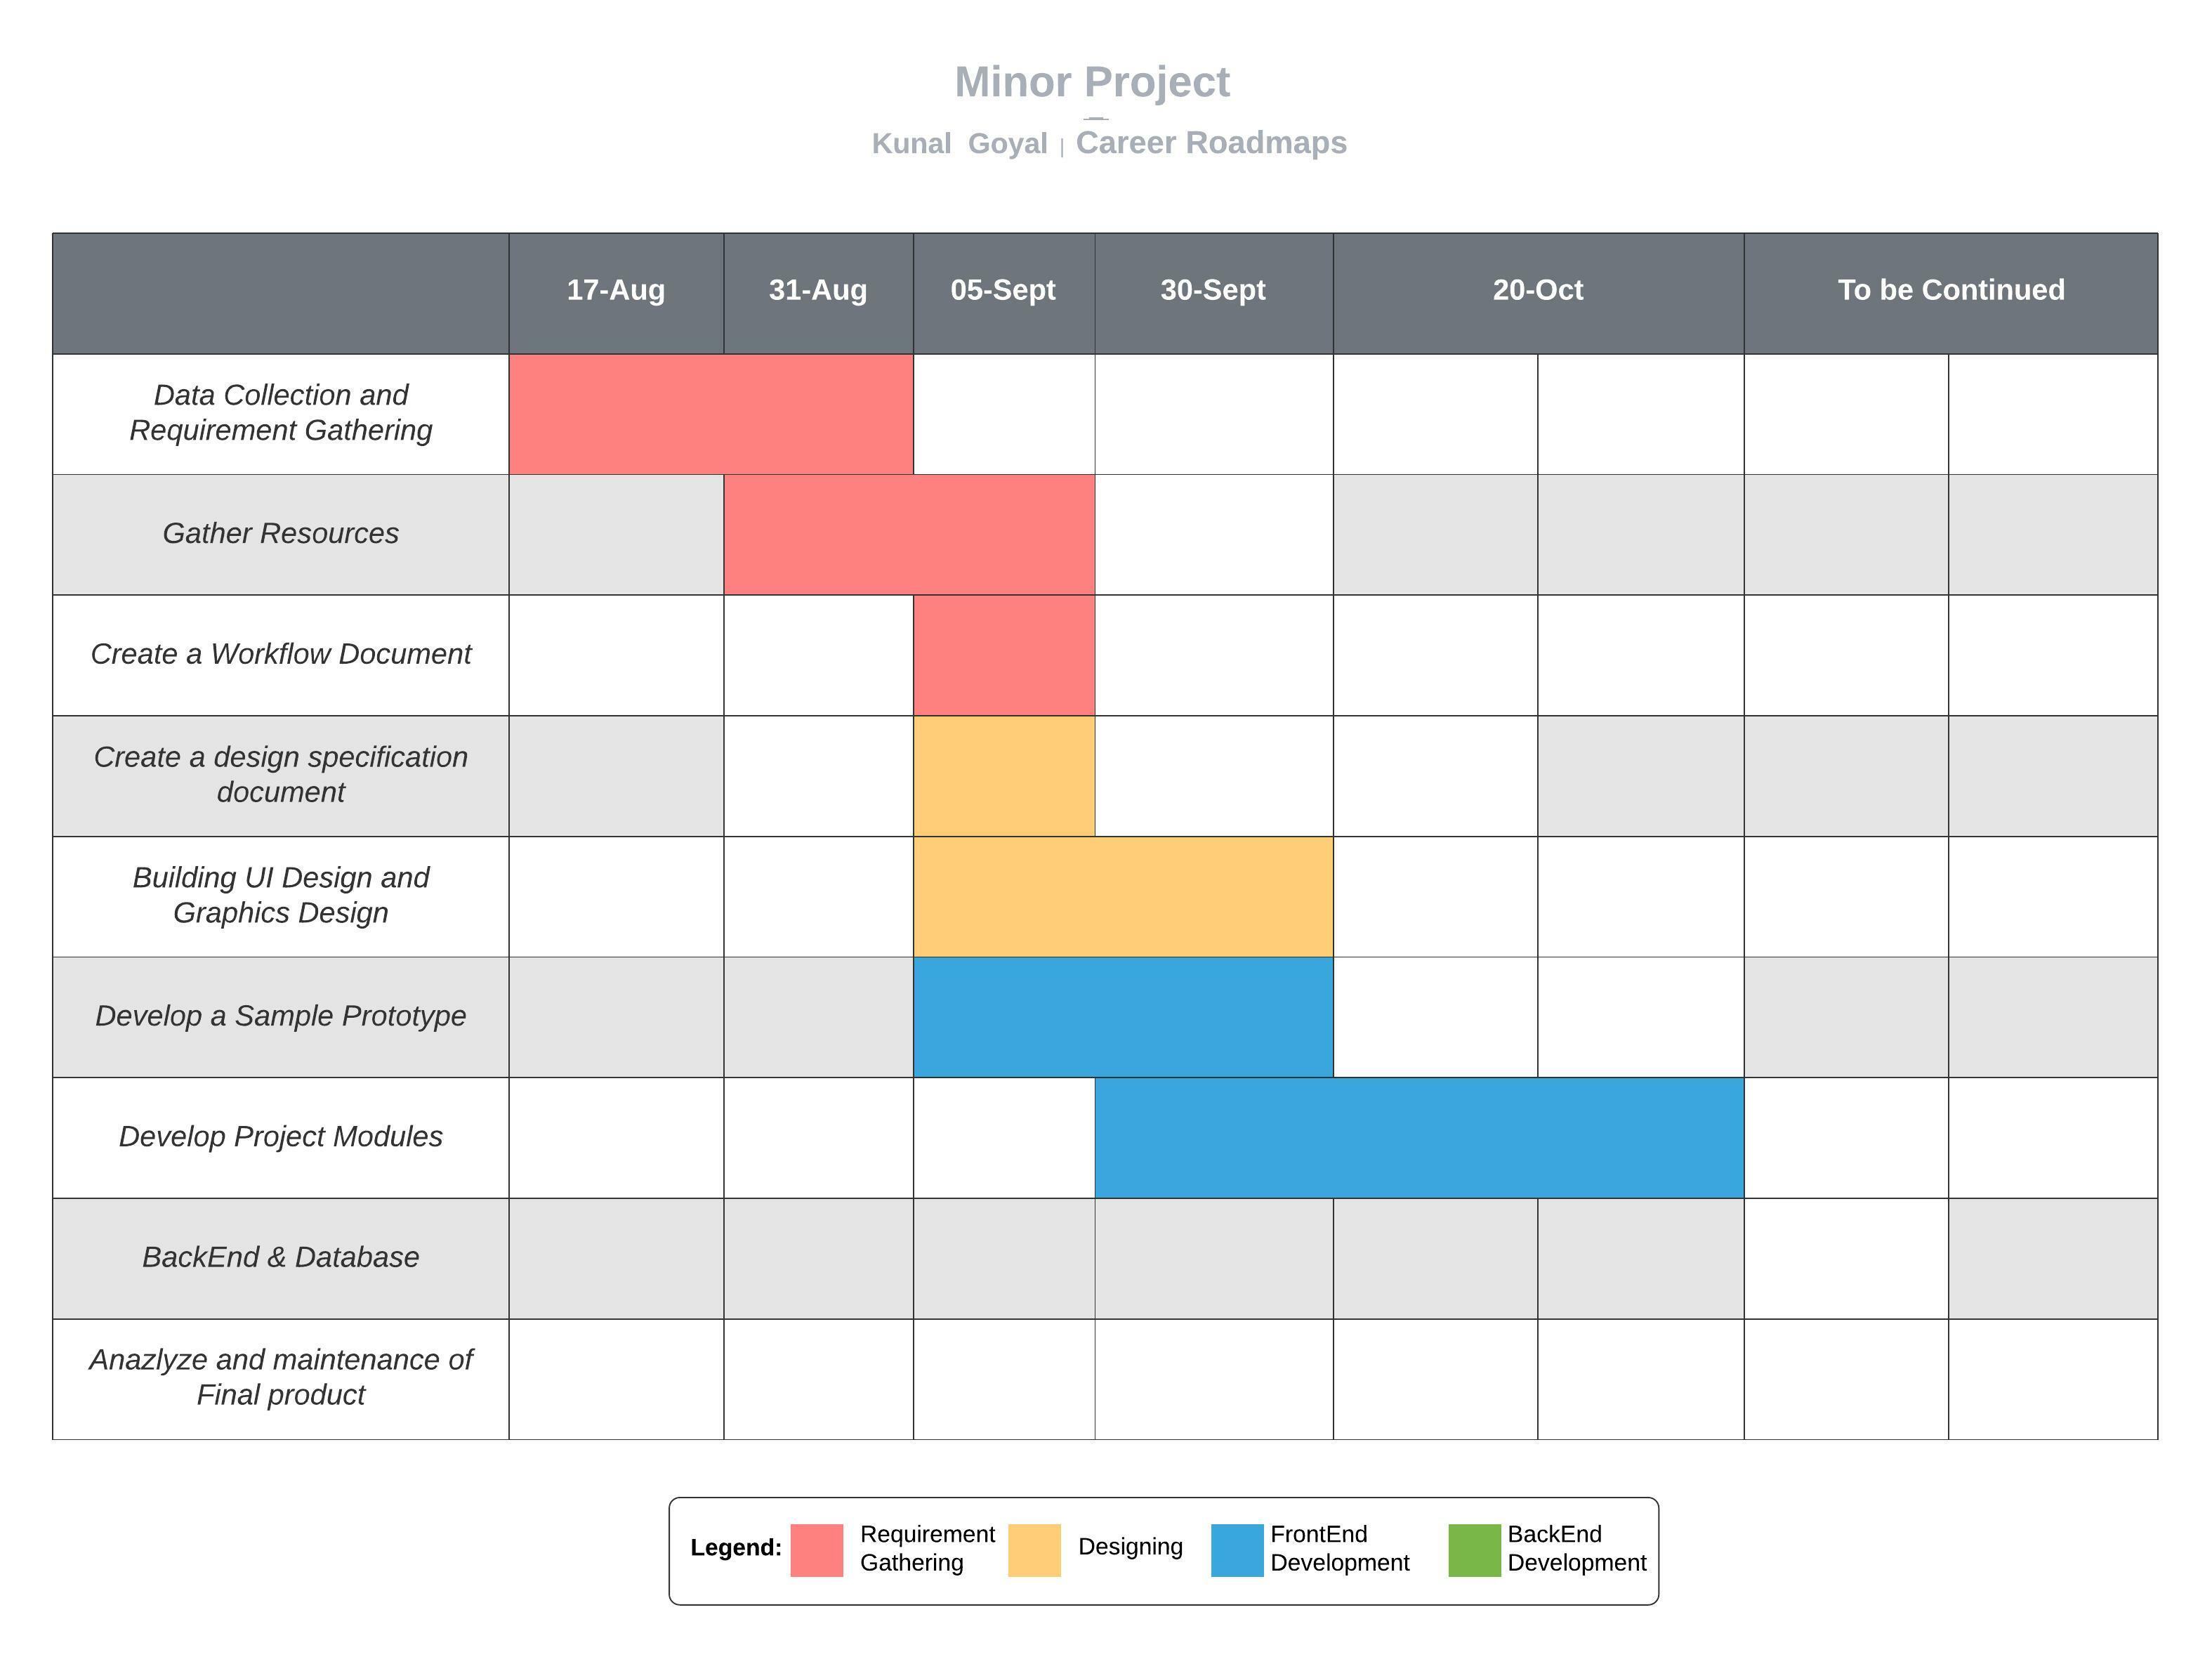 Minor Project
Kunal Goyal | Career Roadmaps
17-Aug 31-Aug 05-Sept 30-Sept 20-Oct To be Continued
Data Collection and
Requirement Gathering
Gather Resources
Create a Workflow Document
Create a design specification
document
Building UI Design and
Graphics Design
Develop a Sample Prototype
Develop Project Modules
BackEnd & Database
Anazlyze and maintenance of
Final product
Legend:
Requirement
Gathering
Designing
FrontEnd
Development
BackEnd
Development